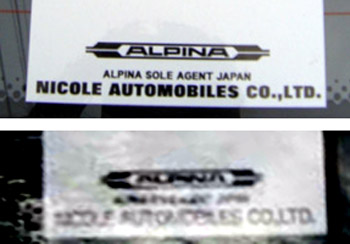 ALPINA
ALPINA SOLE AGENT JAPAN
NICOLE AUTOMOBILES CO.,LTD.
ALPINA
NICOLE AUTOMOBILES CO.,LTD.